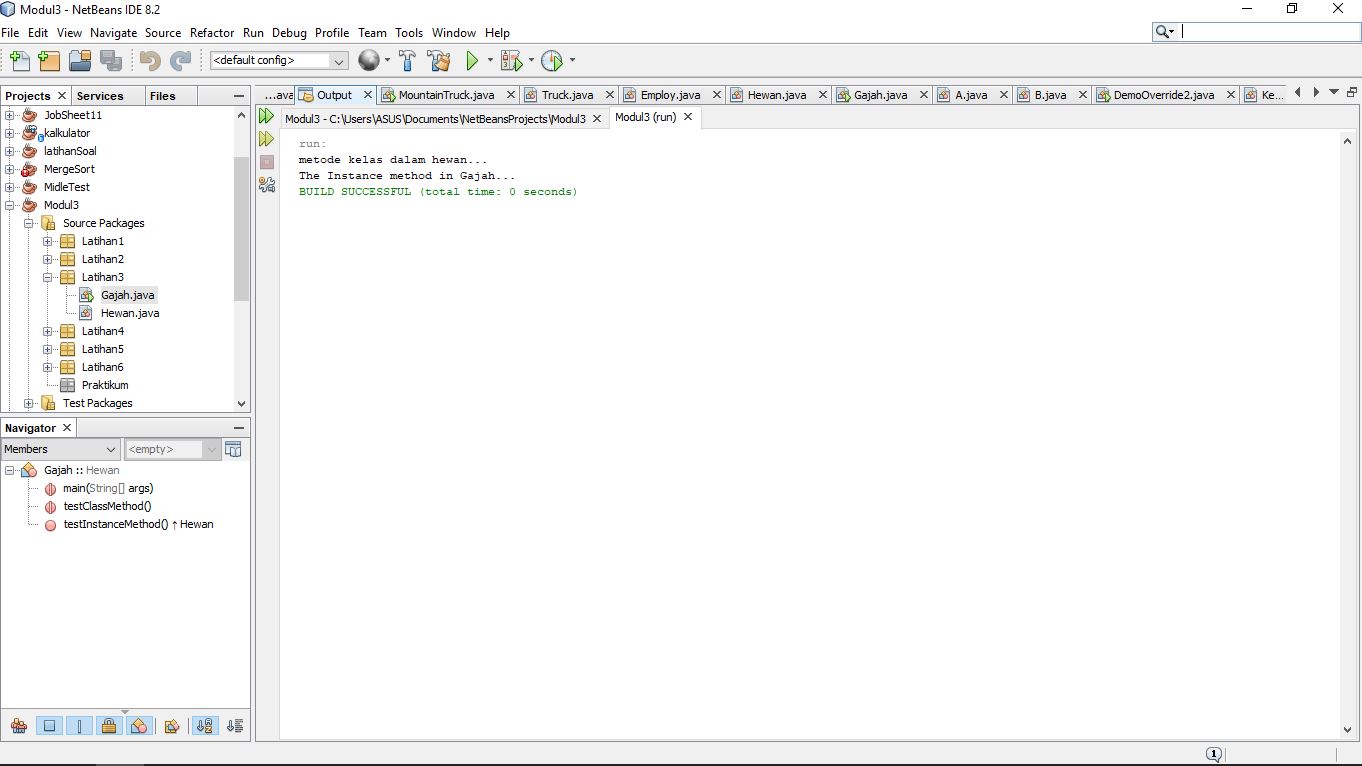 Modul3 - NetBeans IDE 8.2
File Edit View Navigate Source Refactor Run Debug Profile Team Tools Window Help
<default config>
Projects Services Files
...ava Output MountainTruck.java Truck.java Employ.java Hewan.java Gajah.java A.java B.java DemoOverride2.java Ke...
Modul3 - C:\Users\ASUS\Documents\NetBeansProjects\Modul3 Modul3 (run)
run:
metode kelas dalam hewan...
The Instance method in Gajah...
BUILD SUCCESSFUL (total time: 0 seconds)
JobSheet11
kalkulator
latihanSoal
MergeSort
MidleTest
Modul3
Source Packages
Latihan1
Latihan2
Latihan3
Gajah.java
Hewan.java
Latihan4
Latihan5
Latihan6
Praktikum
Test Packages
Navigator
Members <empty>
Gajah :: Hewan
main(String[] args)
testClassMethod()
testInstanceMethod() ↑ Hewan
1